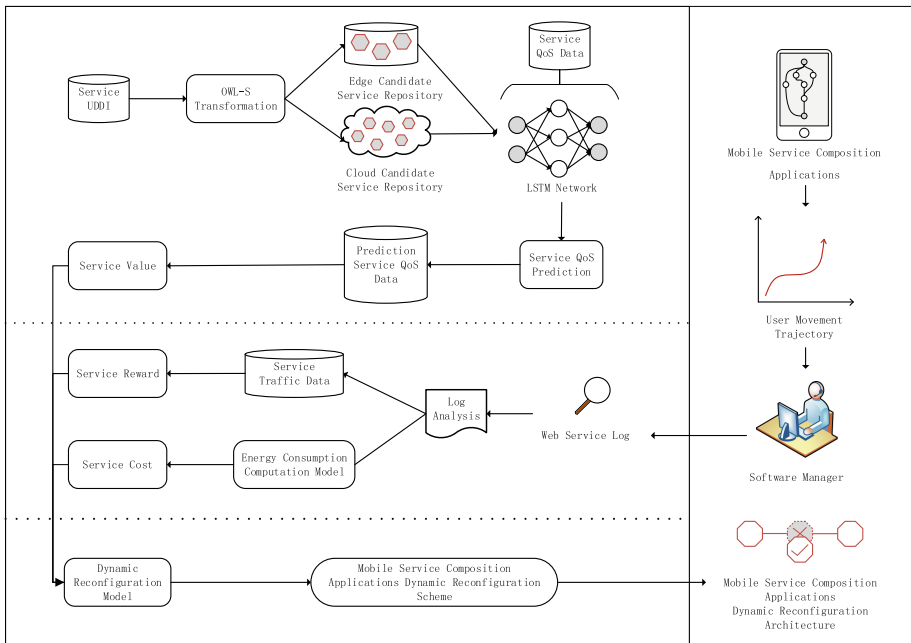 Service
UDDI
OWL-S
Transformation
Edge Candidate
Service Repository
Cloud Candidate
Service Repository
Service
QoS Data
LSTM Network
Service QoS
Prediction
Prediction
Service QoS
Data
Service Value
Service Reward
Service
Traffic Data
Log
Analysis
Web Service Log
Service Cost
Energy Consumption
Computation Model
Dynamic
Reconfiguration
Model
Mobile Service Composition
Applications Dynamic Reconfiguration
Scheme
Mobile Service Composition
Applications
User Movement
Trajectory
Software Manager
Mobile Service Composition
Applications
Dynamic Reconfiguration
Architecture